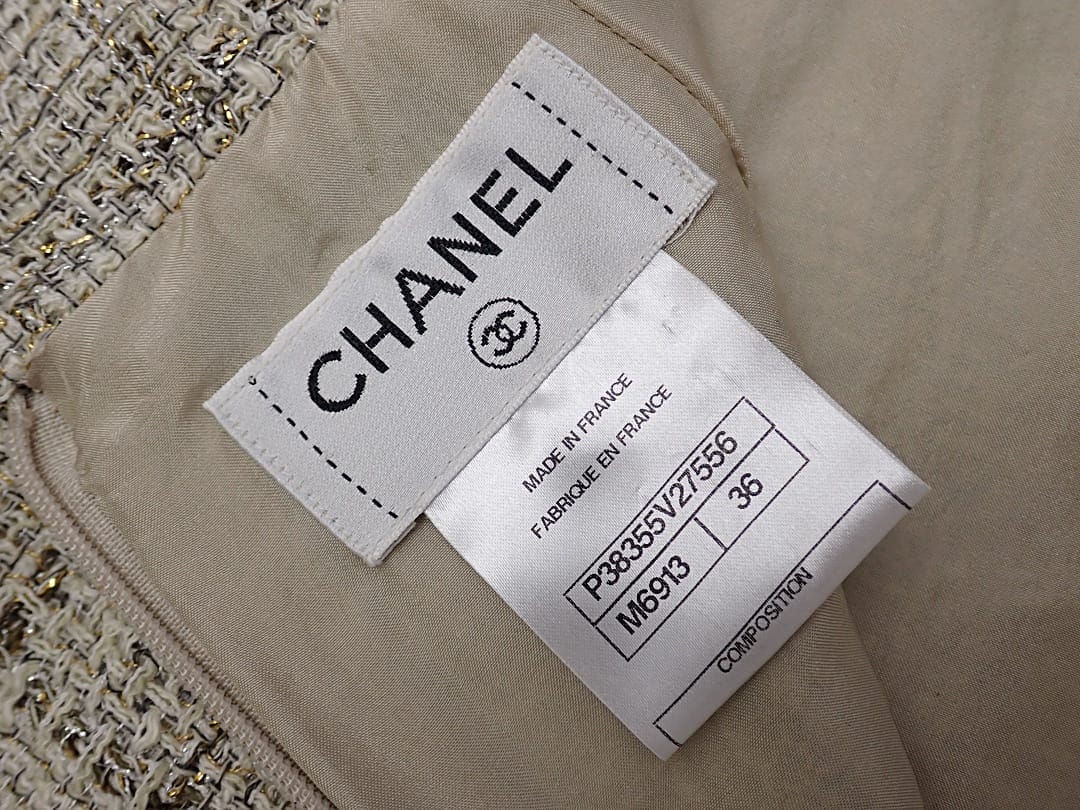 CHANEL
MADE IN FRANCE
FABRIQUE EN FRANCE
P38355V27556
M6913 36
COMPOSITION